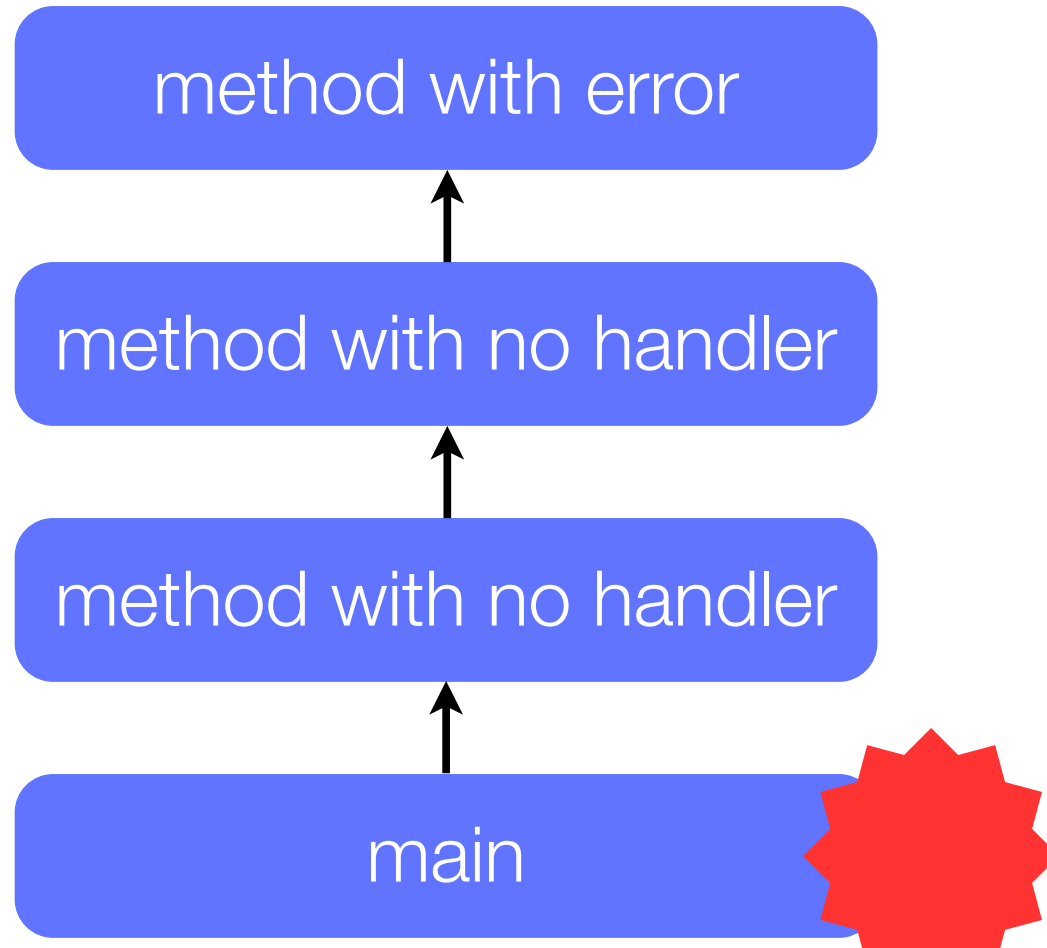 method with error
method with no handler
method with no handler
main